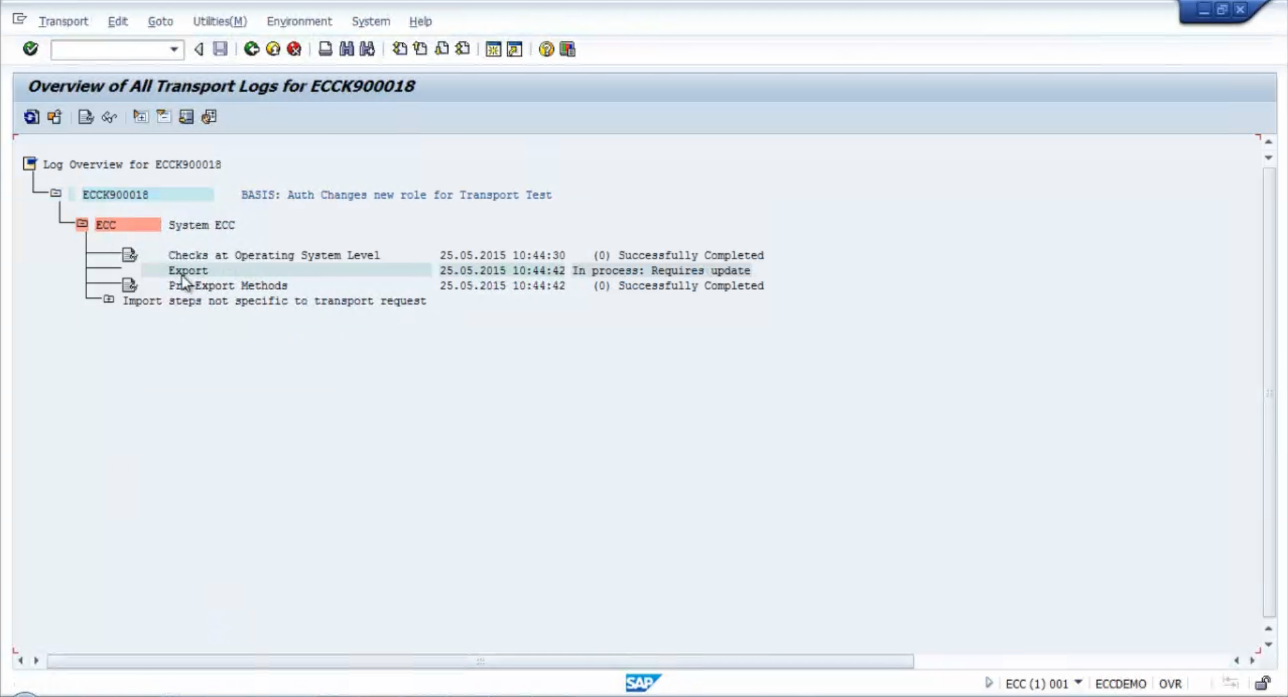 Transport Edit Goto Utilities(M) Environment System Help
Overview of All Transport Logs for ECCK900018
Log Overview for ECCK900018
ECCK900018 BASIS: Auth Changes new role for Transport Test
ECC System ECC
Checks at Operating System Level 25.05.2015 10:44:30 (0) Successfully Completed
Export 25.05.2015 10:44:42 In process: Requires update
Export Methods 25.05.2015 10:44:42 (0) Successfully Completed
Import steps not specific to transport request
SAP ECC (1) 001 ECCDEMO OVR